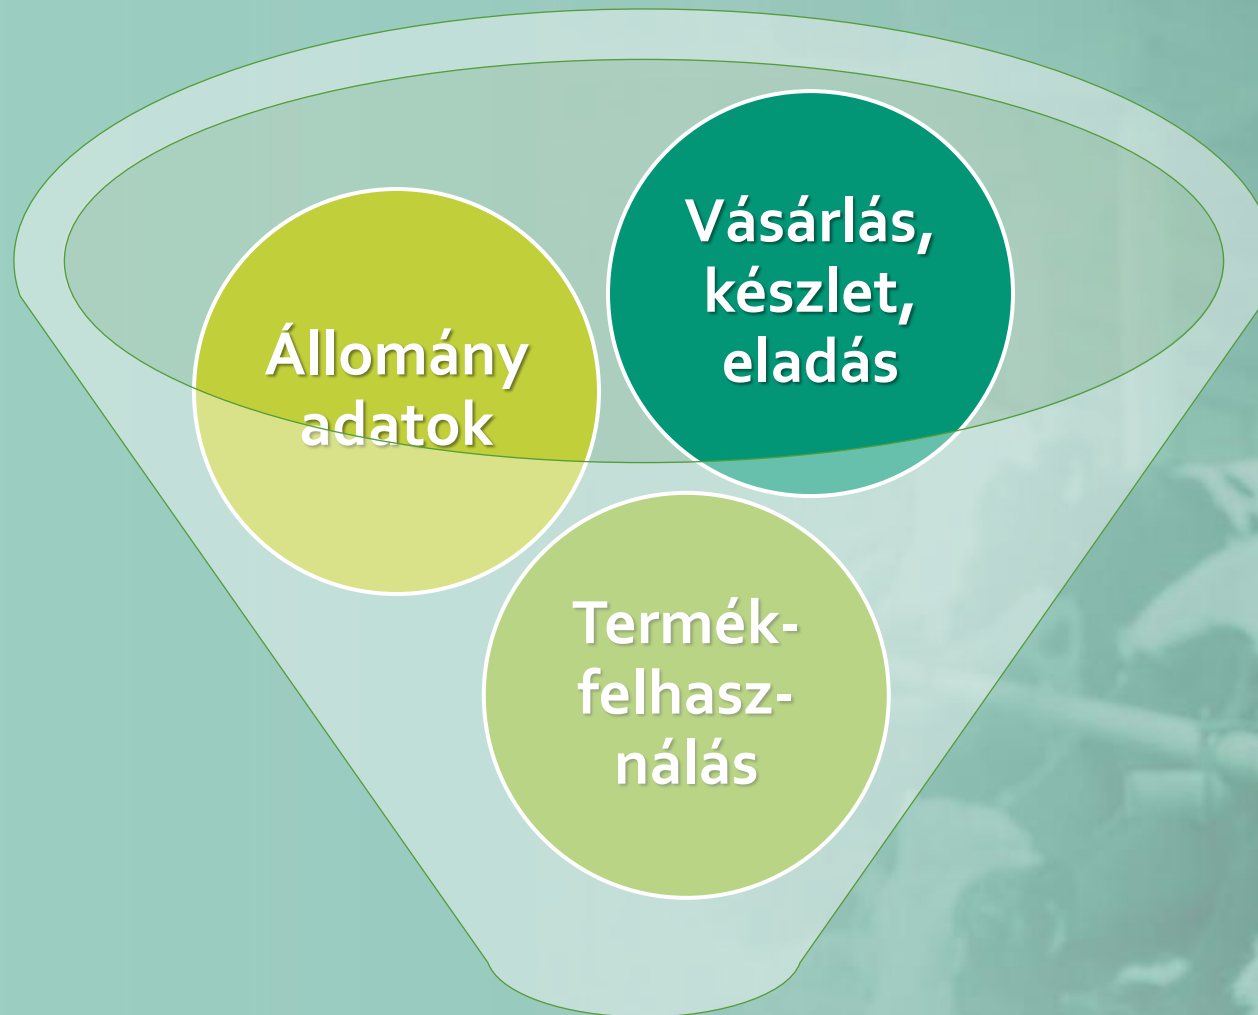 Vásárlás,
készlet,
eladás
Állomány
adatok
Termék-
felhasz-
nálás